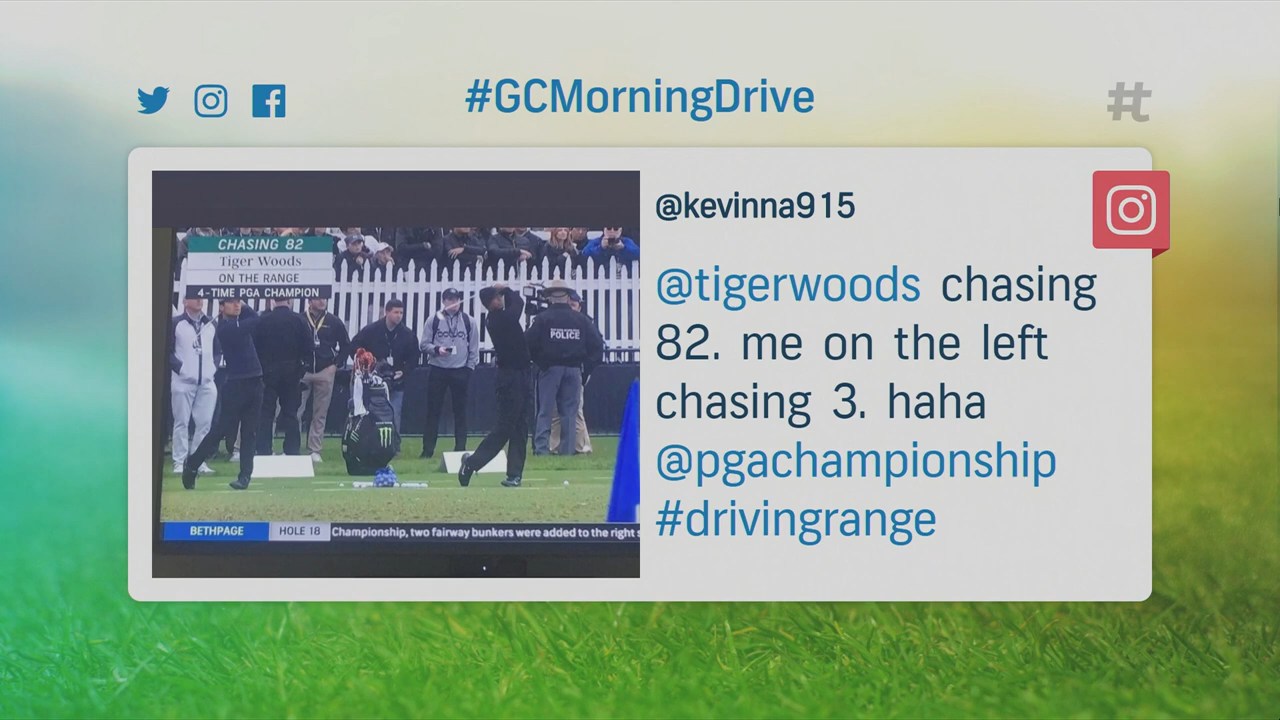 #GCMorningDrive
@kevinna915
@tigerwoods chasing
82. me on the left
chasing 3. haha
@pgachampionship
#drivingrange
CHASING 82
Tiger Woods
ON THE RANGE
4-TIME PGA CHAMPION
POLICE
BETHPAGE
HOLE 18
Championship, two fairway bunkers were added to the right